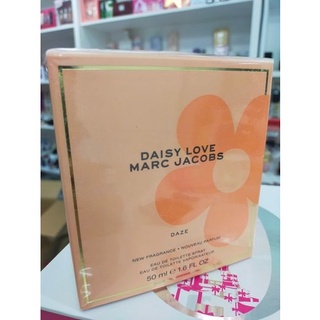 DAISY LOVE
MARC JACOBS
DAZE
NEW FRAGRANCE • NOUVEAU PARFUM
EAU DE TOILETTE SPRAY
EAU DE TOILETTE VAPORISATEUR
50 ml ℮ 1.6 FL OZ